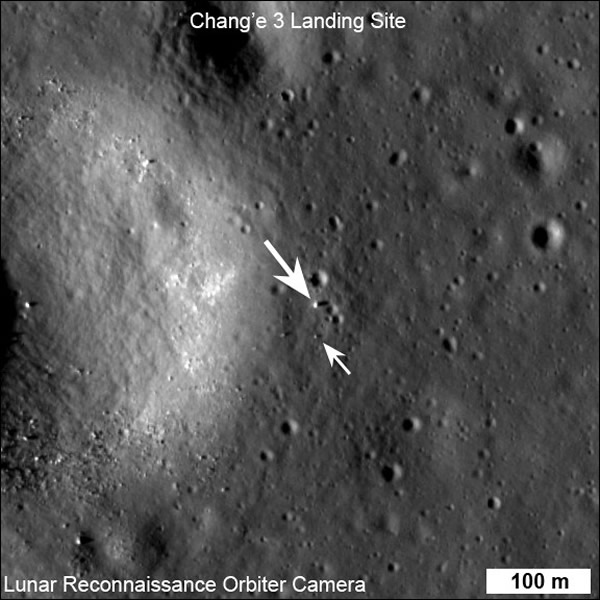 Chang’e 3 Landing Site
Lunar Reconnaissance Orbiter Camera
100 m